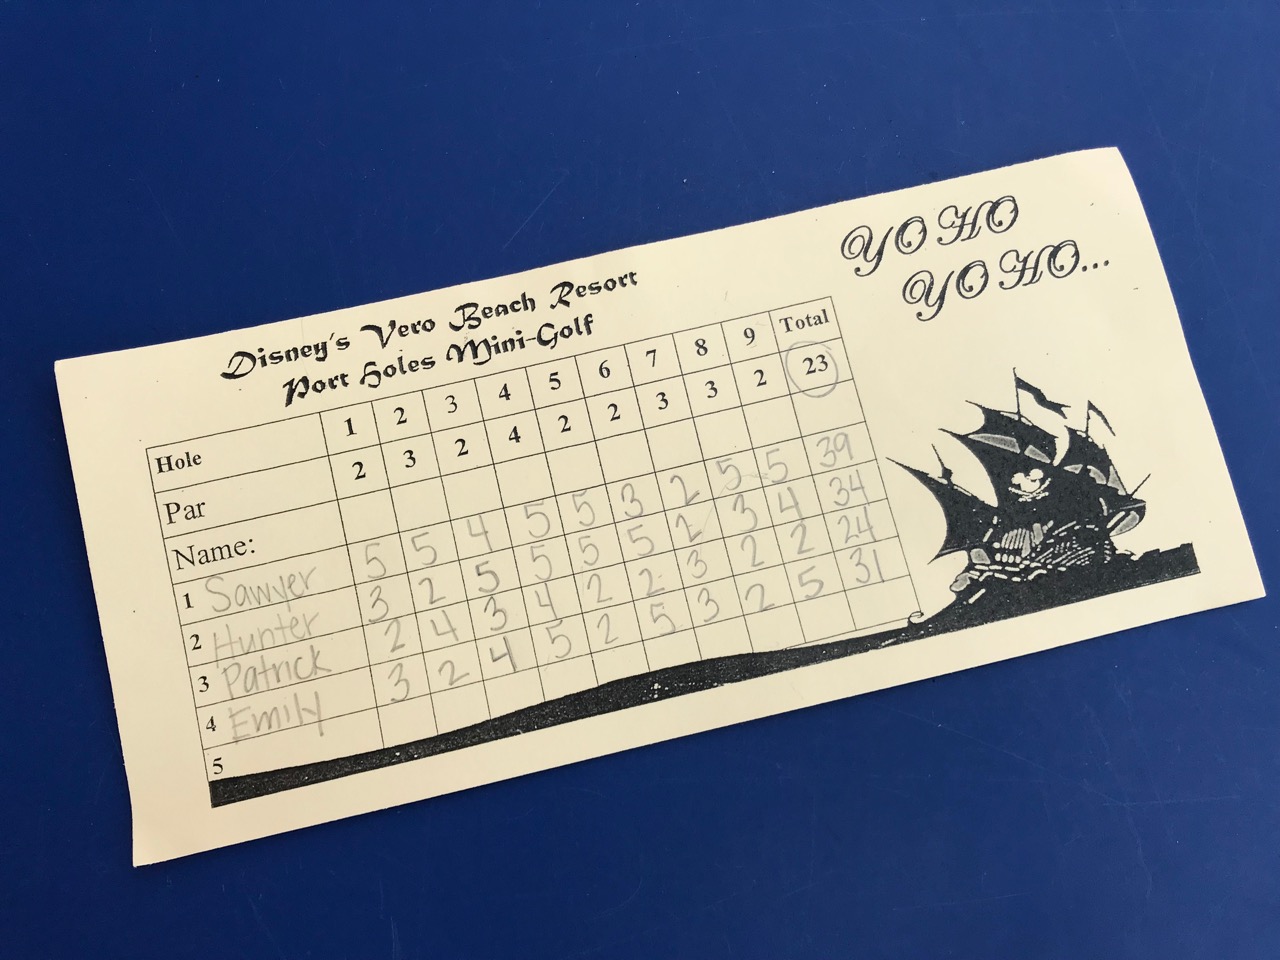 Disney's Vero Beach Resort
Port Holes Mini-Golf
YO HO
YO HO...
Hole 1 2 3 4 5 6 7 8 9 Total
Par 2 3 2 4 2 2 3 3 2 23
Name:
1 Sawyer 5 5 4 5 5 3 2 5 5 39
2 Hunter 3 2 5 5 5 5 2 3 4 34
3 Patrick 2 4 3 4 2 2 3 2 2 24
4 Emily 3 2 4 5 2 5 3 2 5 31
5